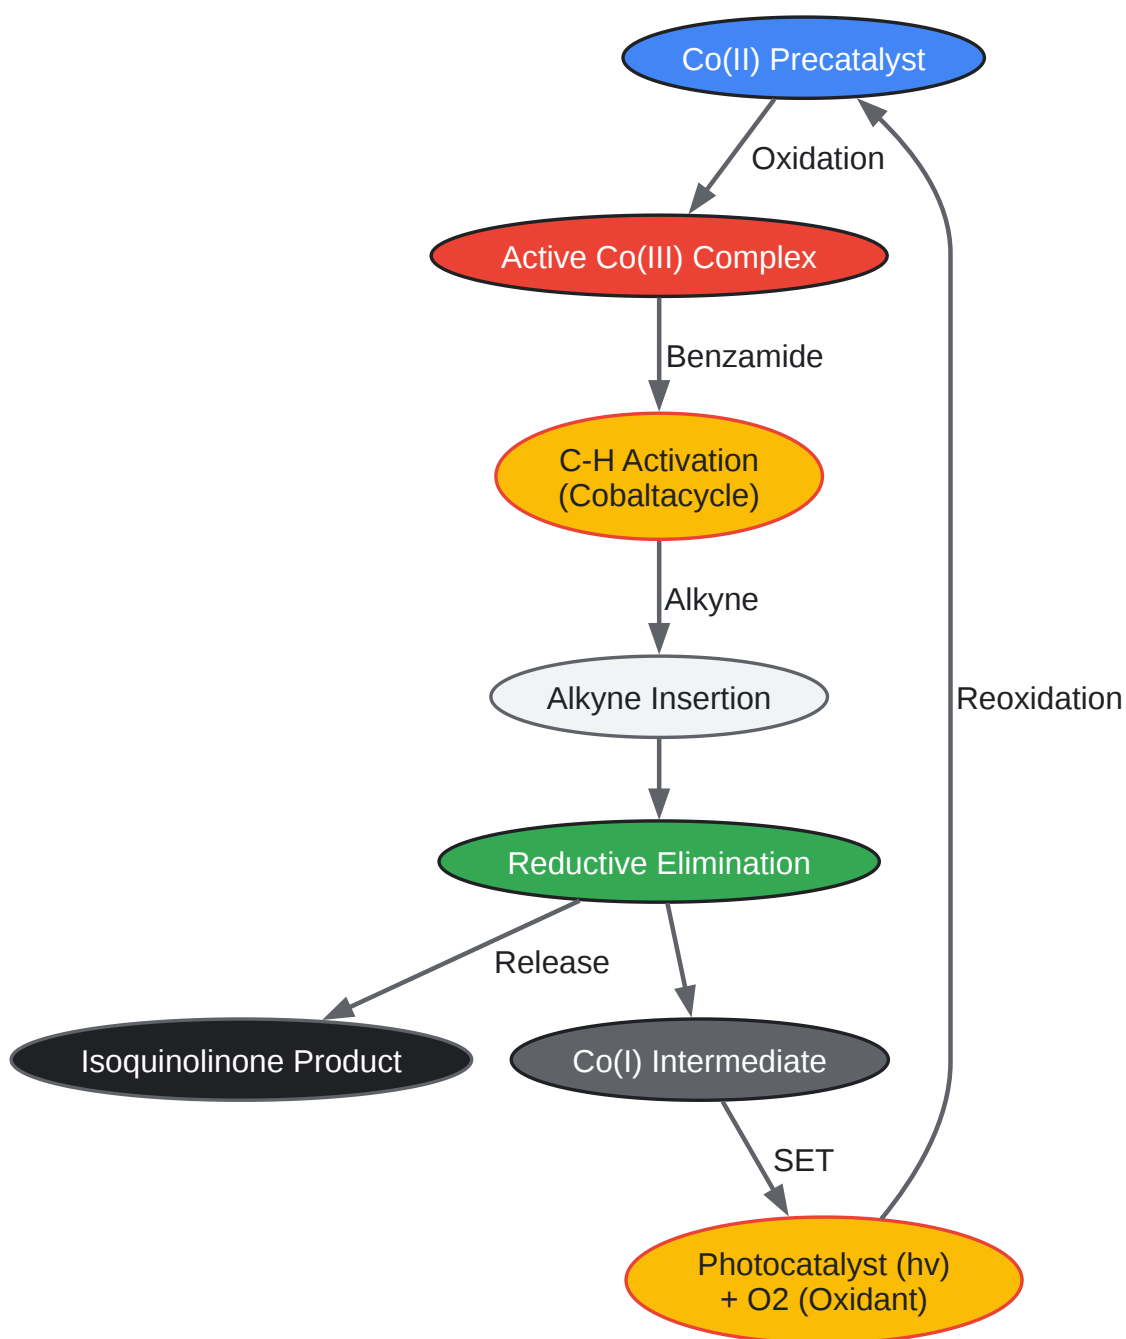 Co(II) Precatalyst
Oxidation
Active Co(III) Complex
Benzamide
C-H Activation
(Cobaltacycle)
Alkyne
Alkyne Insertion
Reoxidation
Reductive Elimination
Release
Isoquinolinone Product
Co(I) Intermediate
SET
Photocatalyst (hv)
+ O2 (Oxidant)